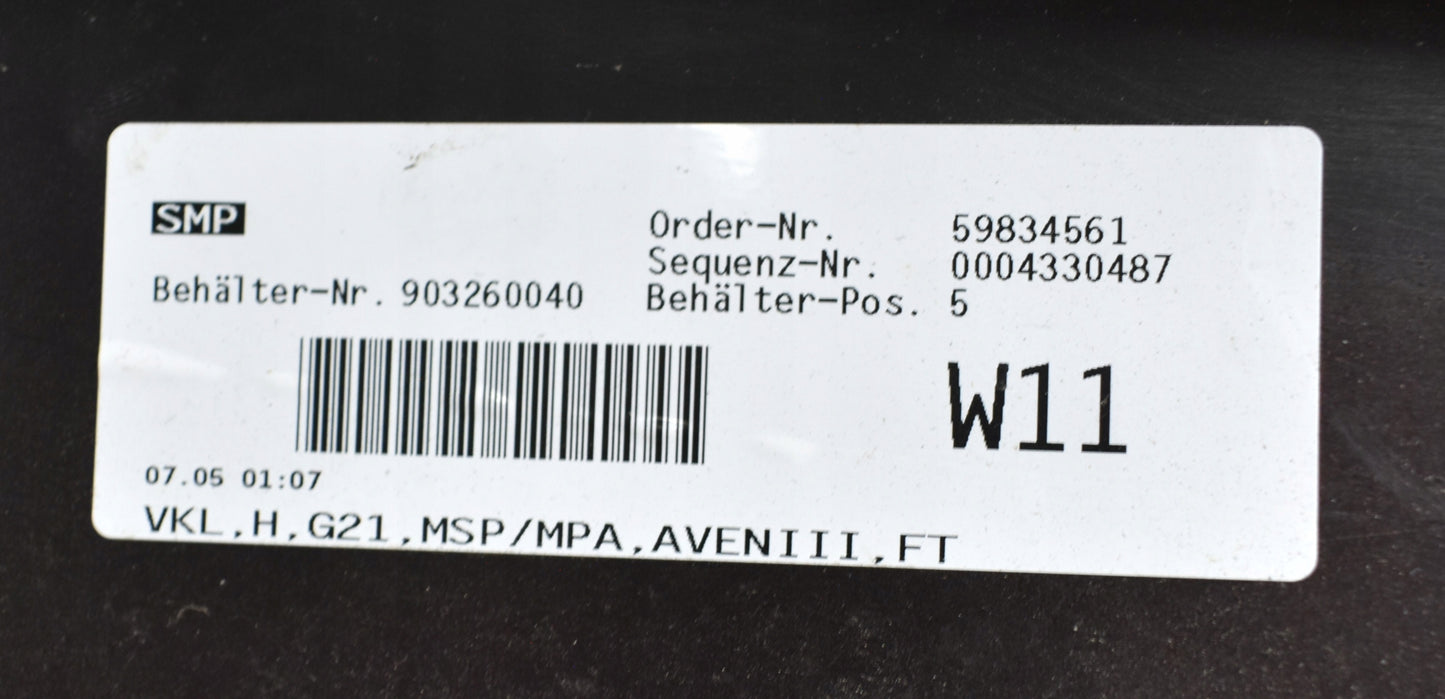 SMP
Behälter-Nr. 903260040
Order-Nr. 59834561
Sequenz-Nr. 0004330487
Behälter-Pos. 5
W11
07.05 01:07
VKL,H,G21,MSP/MPA,AVENIII,FT